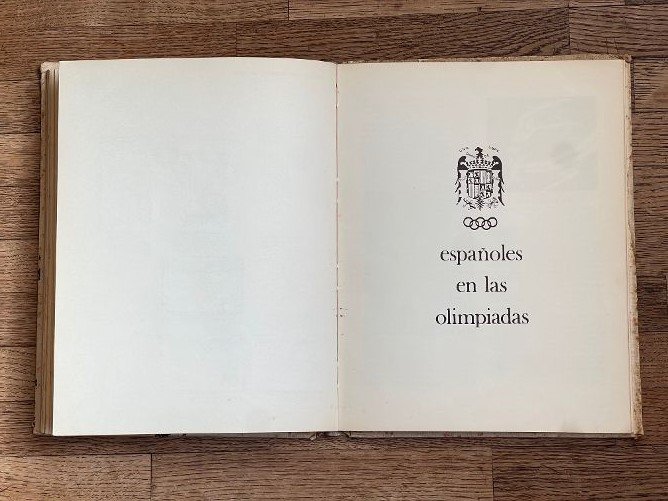 españoles
en las
olimpiadas